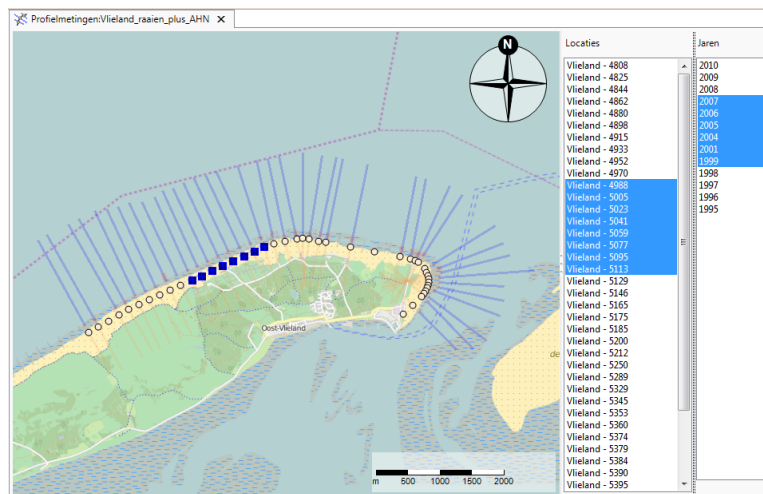 Profielmetingen:Vlieland_raaien_plus_AHN X
N
Oost-Vlieland
de
m 500 1000 1500 2000
Locaties
Vlieland - 4808
Vlieland - 4825
Vlieland - 4844
Vlieland - 4862
Vlieland - 4880
Vlieland - 4898
Vlieland - 4915
Vlieland - 4933
Vlieland - 4952
Vlieland - 4970
Vlieland - 4988
Vlieland - 5005
Vlieland - 5023
Vlieland - 5041
Vlieland - 5059
Vlieland - 5077
Vlieland - 5095
Vlieland - 5113
Vlieland - 5129
Vlieland - 5146
Vlieland - 5165
Vlieland - 5175
Vlieland - 5185
Vlieland - 5200
Vlieland - 5212
Vlieland - 5250
Vlieland - 5289
Vlieland - 5329
Vlieland - 5345
Vlieland - 5353
Vlieland - 5360
Vlieland - 5374
Vlieland - 5379
Vlieland - 5384
Vlieland - 5390
Vlieland - 5395
Jaren
2010
2009
2008
2007
2006
2005
2004
2001
1999
1998
1997
1996
1995